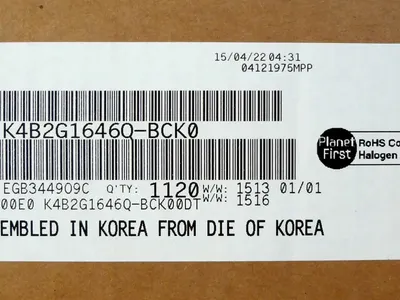 15/04/22 04:31
04121975MPP
K4B2G1646Q-BCK0
Planet First
RoHS Co
Halogen
EGB344909C Q'TY: 1120 W/W: 1513 01/01
00E0 K4B2G1646Q-BCK00DT W/W: 1516
EMBLED IN KOREA FROM DIE OF KOREA